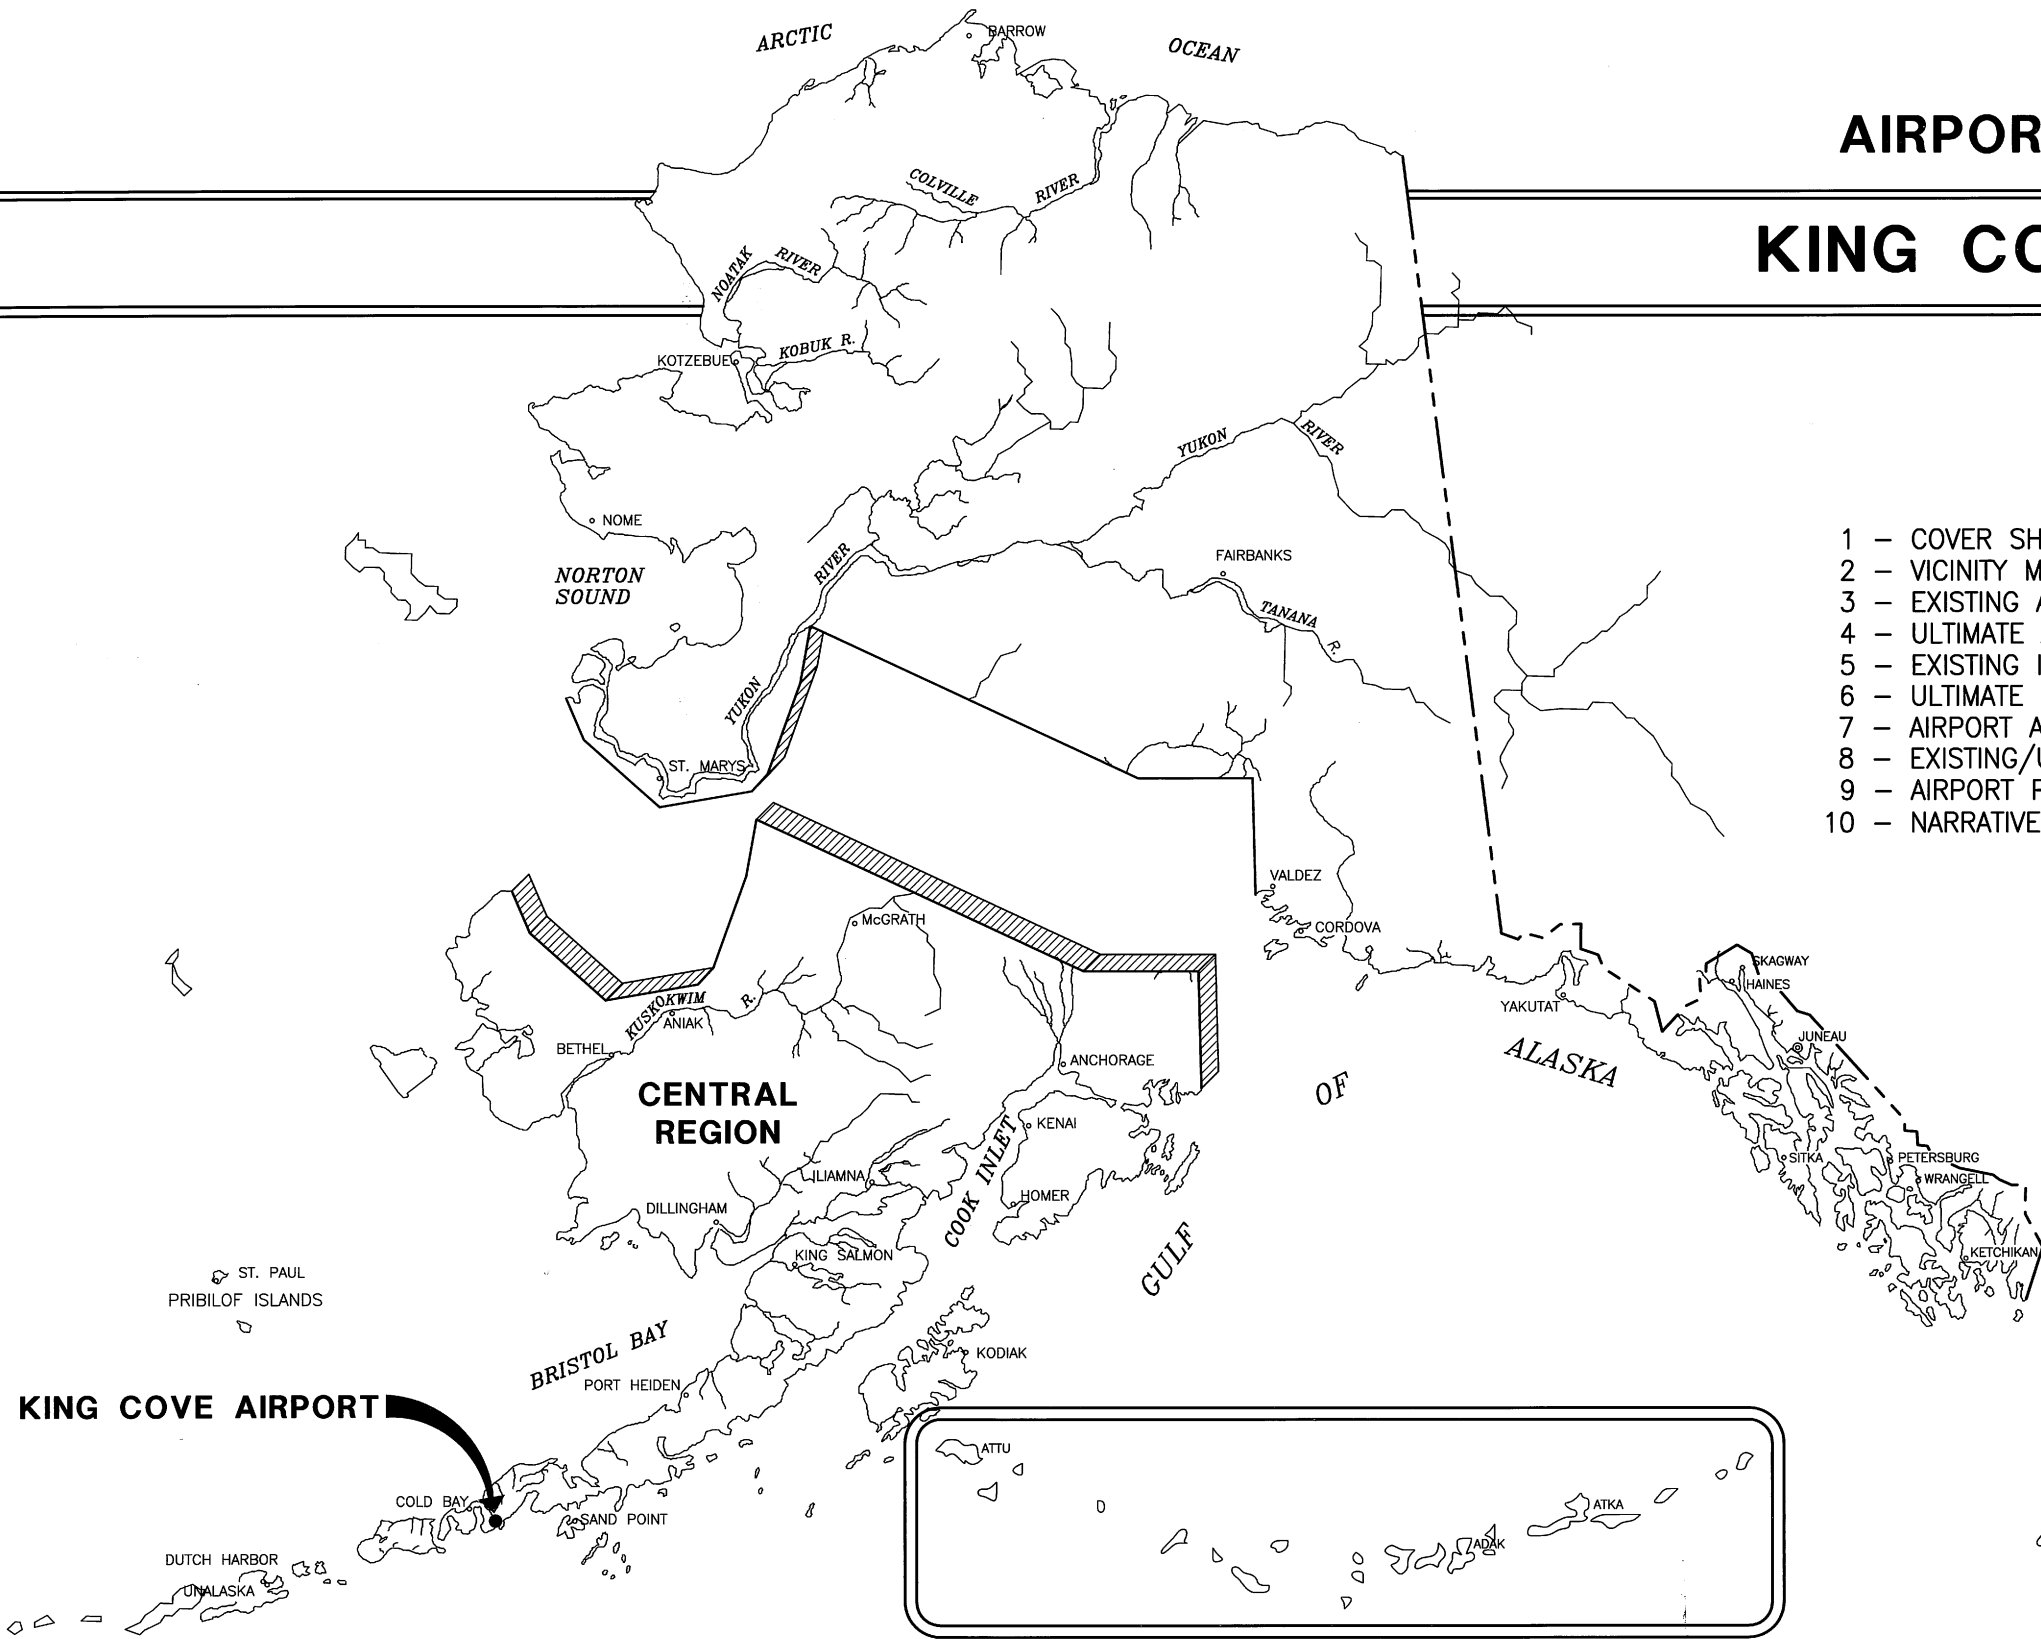 ARCTIC
BARROW
OCEAN
AIRPOR
COLVILLE
RIVER
KING CO
NOATAK
RIVER
KOTZEBUE
KOBUK R.
YUKON
RIVER
NOME
NORTON
SOUND
RIVER
FAIRBANKS
TANANA
R.
1 – COVER SH
2 – VICINITY M
3 – EXISTING A
4 – ULTIMATE
5 – EXISTING
6 – ULTIMATE
7 – AIRPORT A
8 – EXISTING/U
9 – AIRPORT P
10 – NARRATIVE
YUKON
ST. MARYS
VALDEZ
McGRATH
CORDOVA
SKAGWAY
HAINES
YAKUTAT
KUSKOKWIM
R.
ANIAK
BETHEL
JUNEAU
ANCHORAGE
GULF
OF
ALASKA
CENTRAL
REGION
KENAI
COOK INLET
SITKA
PETERSBURG
WRANGELL
ILIAMNA
HOMER
DILLINGHAM
KING SALMON
KETCHIKAN
ST. PAUL
PRIBILOF ISLANDS
BRISTOL BAY
KODIAK
PORT HEIDEN
KING COVE AIRPORT
ATTU
COLD BAY
SAND POINT
ATKA
ADAK
DUTCH HARBOR
UNALASKA